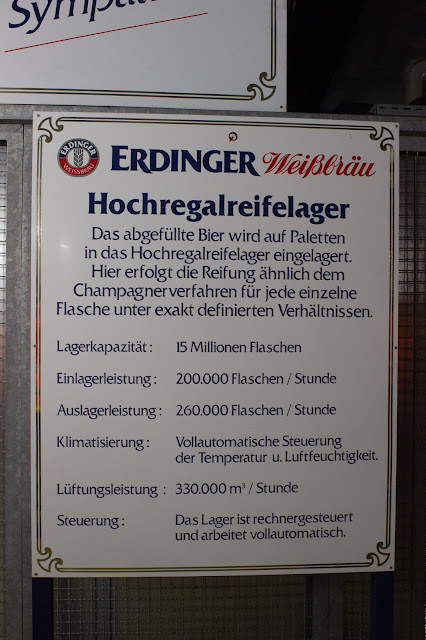 ERDINGER
WEISSBRÄU
ERDINGER Weißbräu
Hochregalreifelager
Das abgefüllte Bier wird auf Paletten
in das Hochregalreifelager eingelagert.
Hier erfolgt die Reifung ähnlich dem
Champagnerverfahren für jede einzelne
Flasche unter exakt definierten Verhältnissen.
Lagerkapazität : 15 Millionen Flaschen
Einlagerleistung : 200.000 Flaschen / Stunde
Auslagerleistung : 260.000 Flaschen / Stunde
Klimatisierung : Vollautomatische Steuerung
der Temperatur u. Luftfeuchtigkeit.
Lüftungsleistung : 330.000 m³ / Stunde
Steuerung : Das Lager ist rechnergesteuert
und arbeitet vollautomatisch.